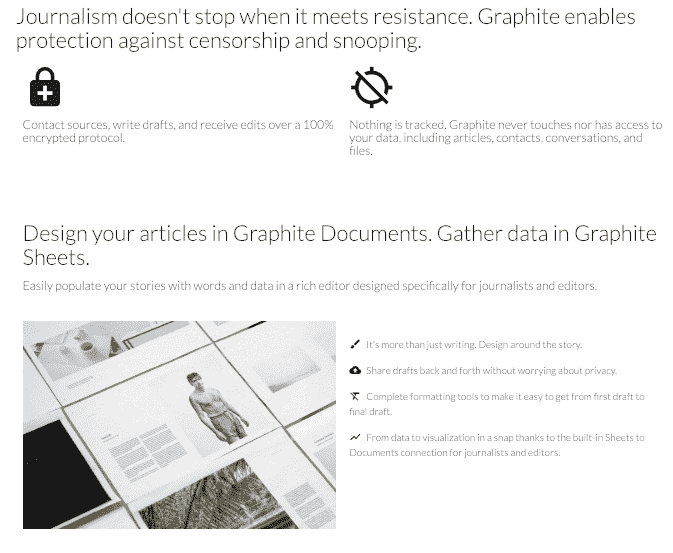 Journalism doesn't stop when it meets resistance. Graphite enables
protection against censorship and snooping.
Contact sources, write drafts, and receive edits over a 100%
encrypted protocol.
Nothing is tracked. Graphite never touches nor has access to
your data, including articles, contacts, conversations, and
files.
Design your articles in Graphite Documents. Gather data in Graphite
Sheets.
Easily populate your stories with words and data in a rich editor designed specifically for journalists and editors.
It's more than just writing. Design around the story.
Share drafts back and forth without worrying about privacy.
Complete formatting tools to make it easy to get from first draft to
final draft.
From data to visualization in a snap thanks to the built-in Sheets to
Documents connection for journalists and editors.